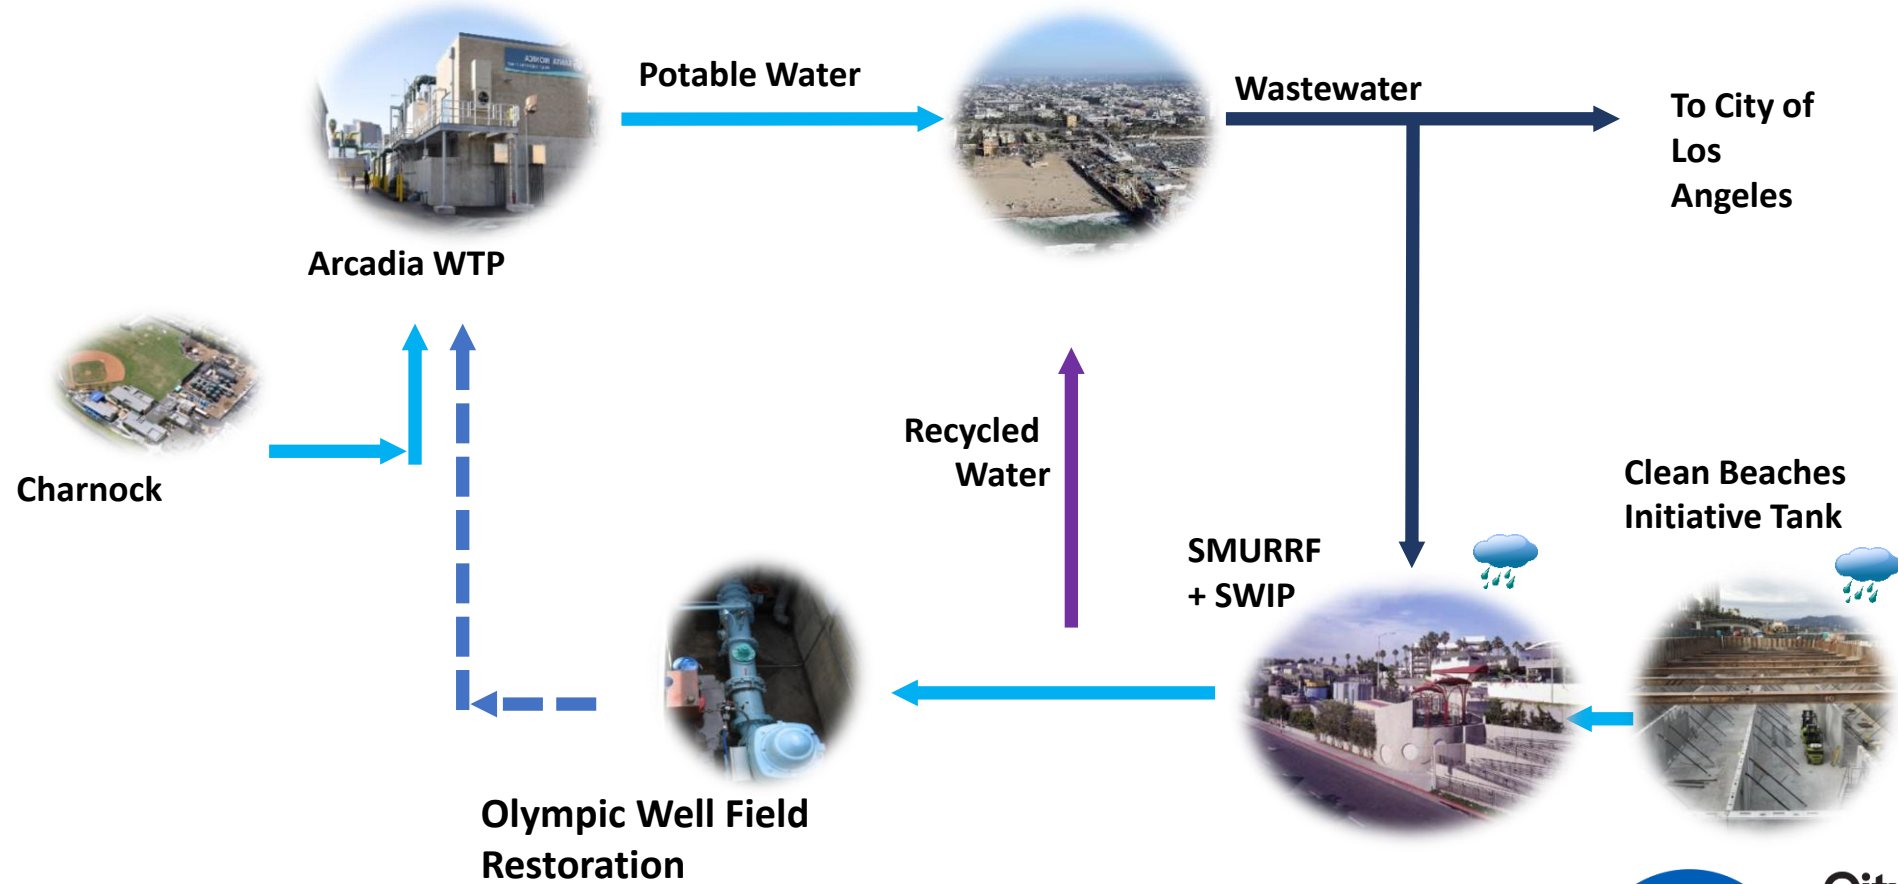 Potable Water
Wastewater
To City of
Los
Angeles
Arcadia WTP
Charnock
Recycled
Water
Clean Beaches
Initiative Tank
SMURRF
+ SWIP
Olympic Well Field
Restoration